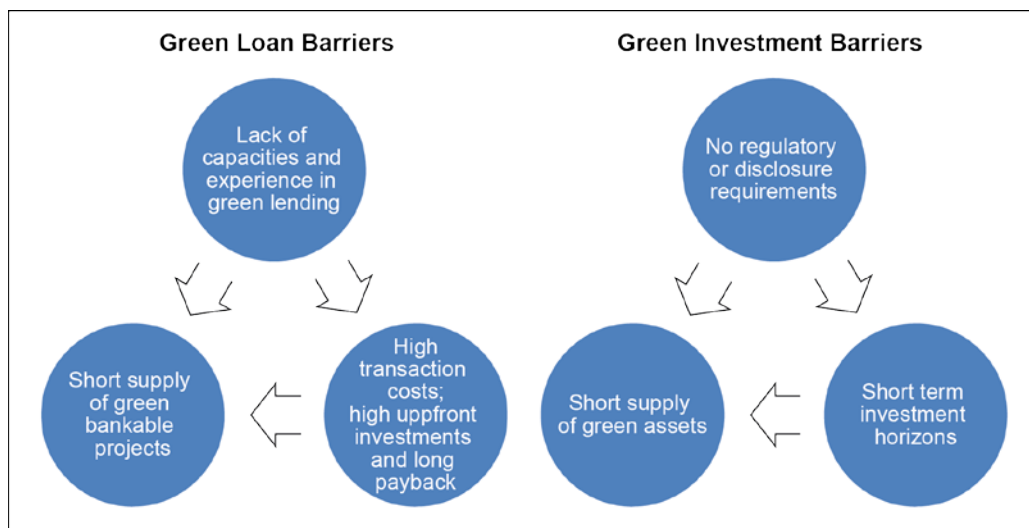 Green Loan Barriers
Lack of
capacities and
experience in
green lending
Short supply
of green
bankable
projects
High
transaction
costs;
high uppfront
investments
and long
payback
Green Investment Barriers
No regulatory
or disclosure
requirements
Short supply
of green assets
Short term
investment
horizons